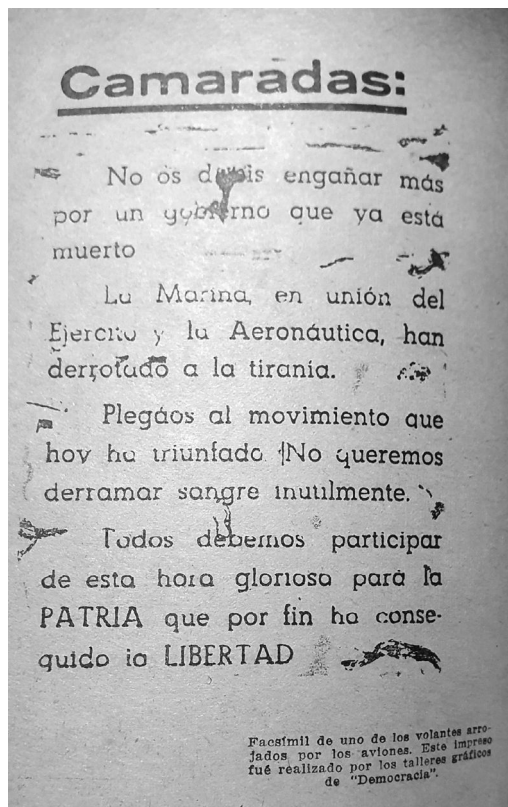 Camaradas:
No os dejeis engañar más
por un gobierno que ya está
muerto
La Marina, en unión del
Ejercito y la Aeronáutica, han
derrotado a la tiranía.
Plegáos al movimiento que
hoy ha triunfado ¡No queremos
derramar sangre inutilmente.
Todos debemos participar
de esta hora gloriosa para la
PATRIA que por fin ha conse-
guido la LIBERTAD
Facsímil de uno de los volantes arro-
jados por los aviones. Este impreso
fué realizado por los talleres gráficos
de "Democracia".